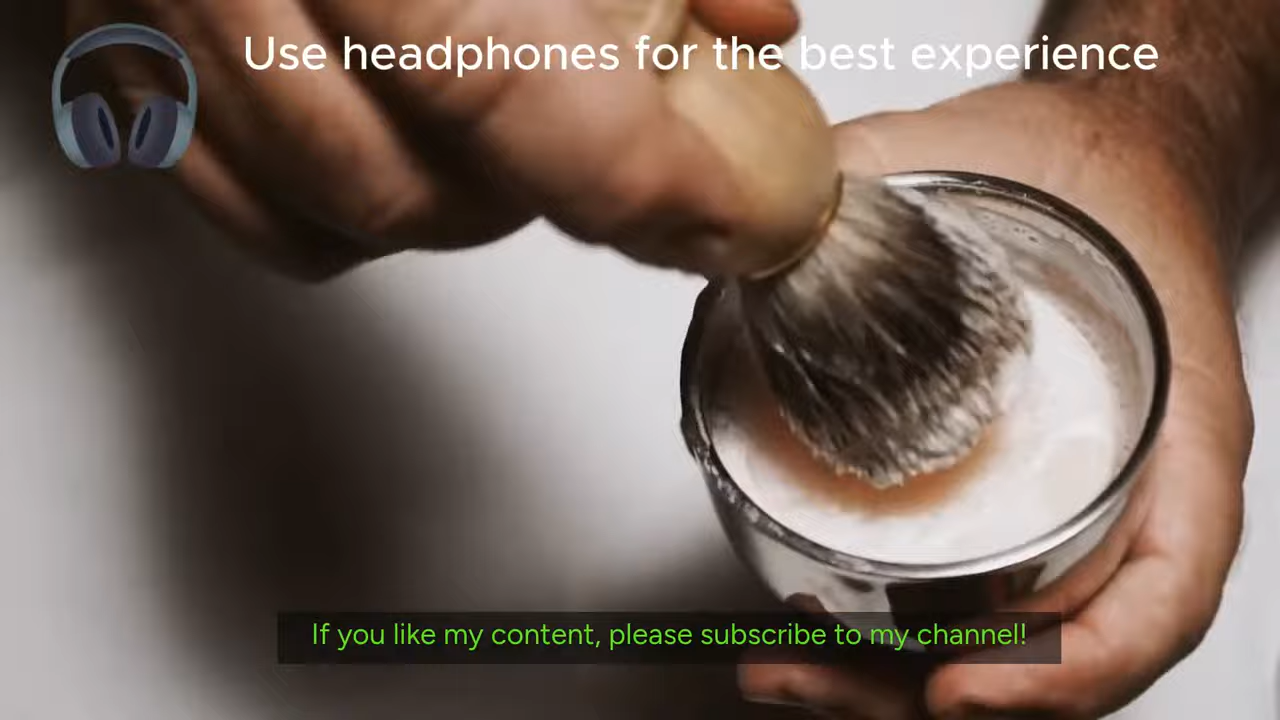 Use headphones for the best experience
If you like my content, please subscribe to my channel!